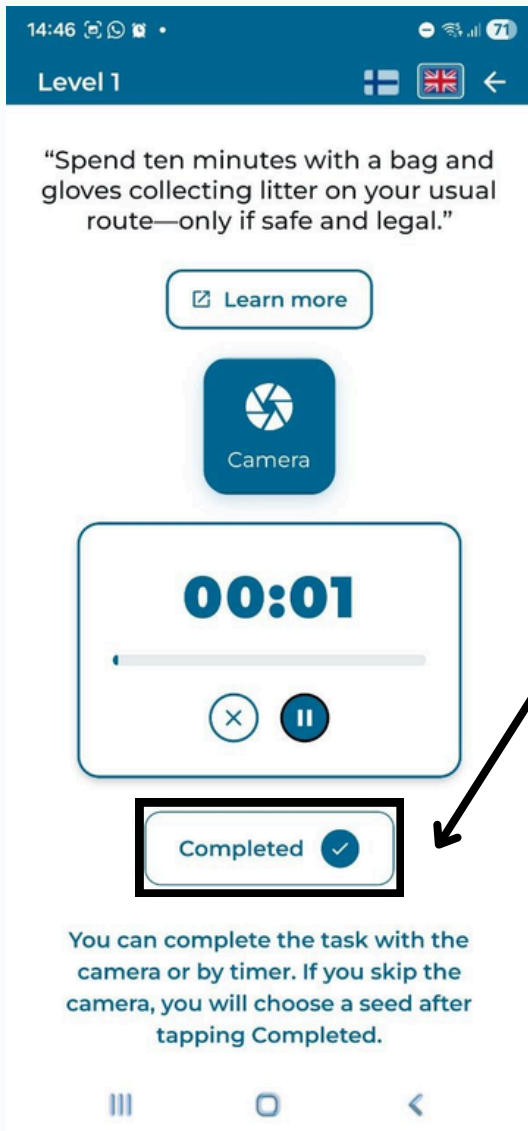 14:46
71
Level 1
“Spend ten minutes with a bag and
gloves collecting litter on your usual
route—only if safe and legal.”
Learn more
Camera
00:01
Completed
You can complete the task with the
camera or by timer. If you skip the
camera, you will choose a seed after
tapping Completed.